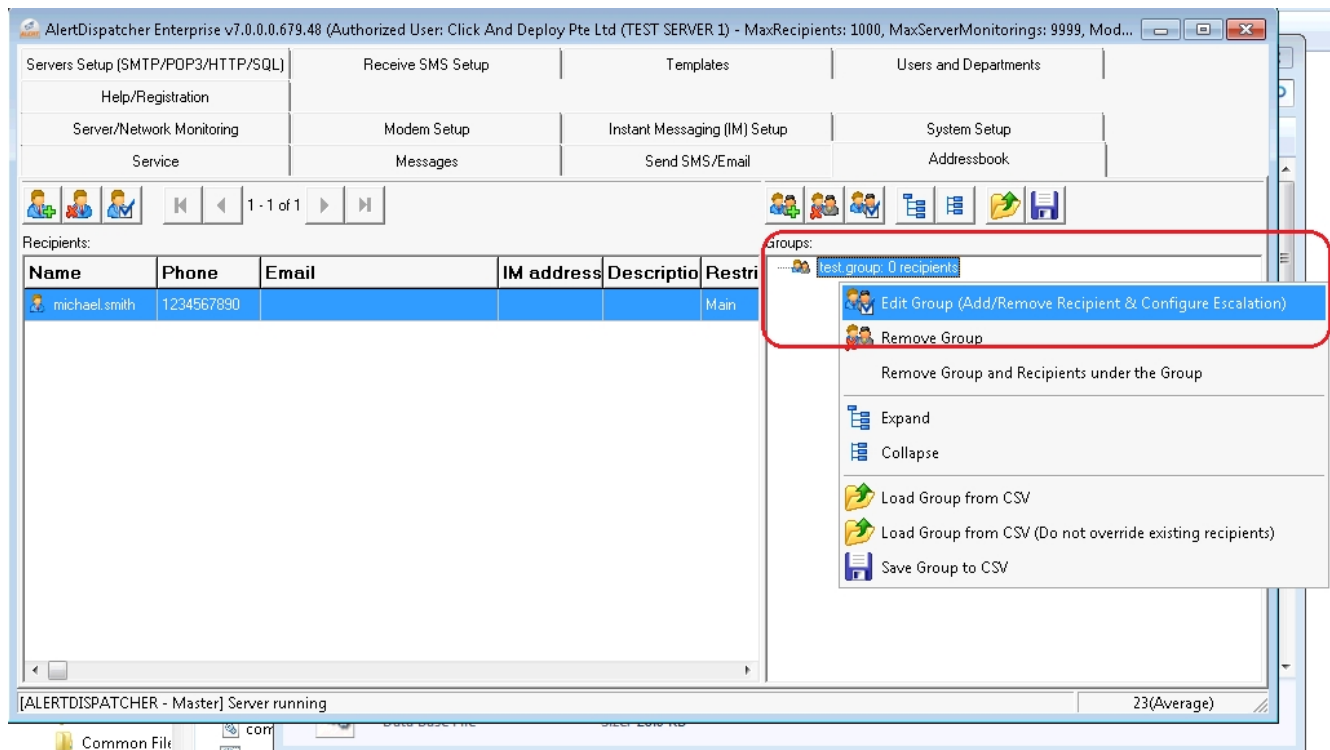 AlertDispatcher Enterprise v7.0.0.0.679.48 (Authorized User: Click And Deploy Pte Ltd (TEST SERVER 1) - MaxRecipients: 1000, MaxServerMonitorings: 9999, Mod...
Servers Setup (SMTP/POP3/HTTP/SQL) Receive SMS Setup Templates Users and Departments
Help/Registration
Server/Network Monitoring Modem Setup Instant Messaging (IM) Setup System Setup
Service Messages Send SMS/Email Addressbook
1 - 1 of 1
Recipients: Groups:
Name Phone Email IM address Descriptio Restri
test.group: 0 recipients
michael.smith 1234567890 Main
Edit Group (Add/Remove Recipient & Configure Escalation)
Remove Group
Remove Group and Recipients under the Group
Expand
Collapse
Load Group from CSV
Load Group from CSV (Do not override existing recipients)
Save Group to CSV
[ALERTDISPATCHER - Master] Server running 23(Average)
Common File com